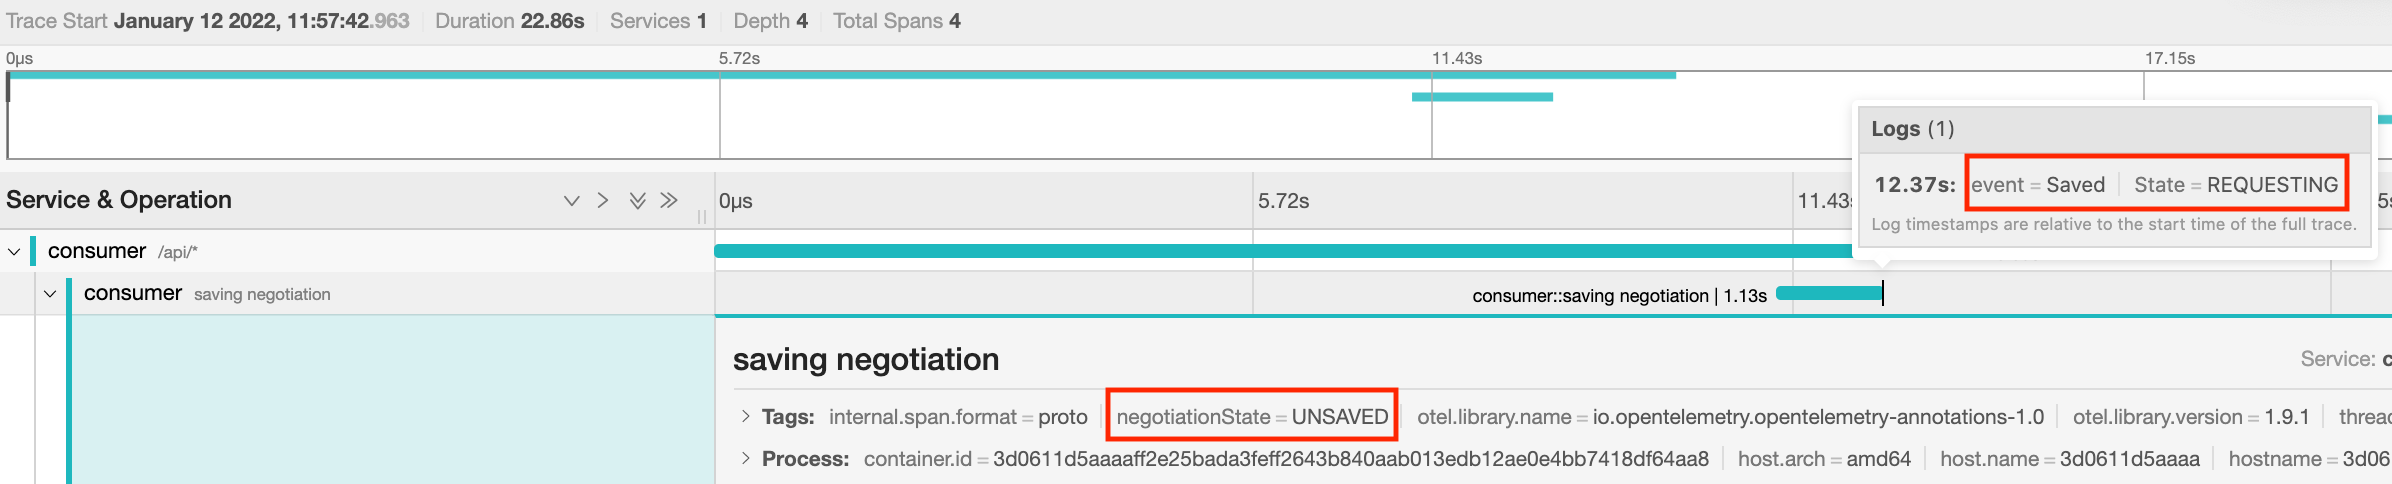 Trace Start January 12 2022, 11:57:42.963 Duration 22.86s Services 1 Depth 4 Total Spans 4
0μs 5.72s 11.43s 17.15s
Logs (1)
12.37s: event = Saved State = REQUESTING
Log timestamps are relative to the start time of the full trace.
Service & Operation 0μs 5.72s 11.43s
consumer /api/*
consumer saving negotiation consumer::saving negotiation | 1.13s
saving negotiation Service:
Tags: internal.span.format = proto negotiationState = UNSAVED otel.library.name = io.opentelemetry.opentelemetry-annotations-1.0 otel.library.version = 1.9.1 threa
Process: container.id = 3d0611d5aaaaff2e25bada3feff2643b840aab013edb12ae0e4bb7418df64aa8 host.arch = amd64 host.name = 3d0611d5aaaa hostname = 3d06